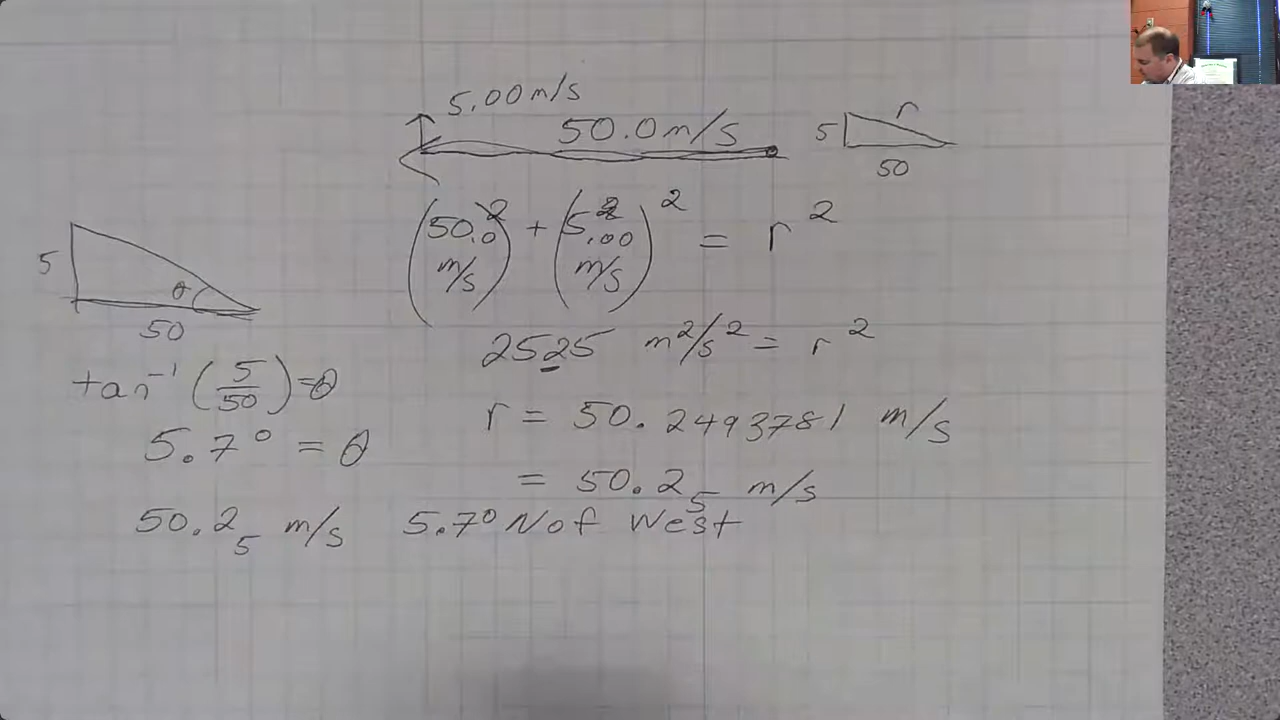 5.00 m/s
50.0 m/s
5 r
50
(50.0 m/s)² + (5.00 m/s)² = r²
2525 m²/s² = r²
r = 50.2493781 m/s
= 50.2₅ m/s
5 θ
50
tan⁻¹ (5/50) = θ
5.7° = θ
50.2₅ m/s 5.7° N of West